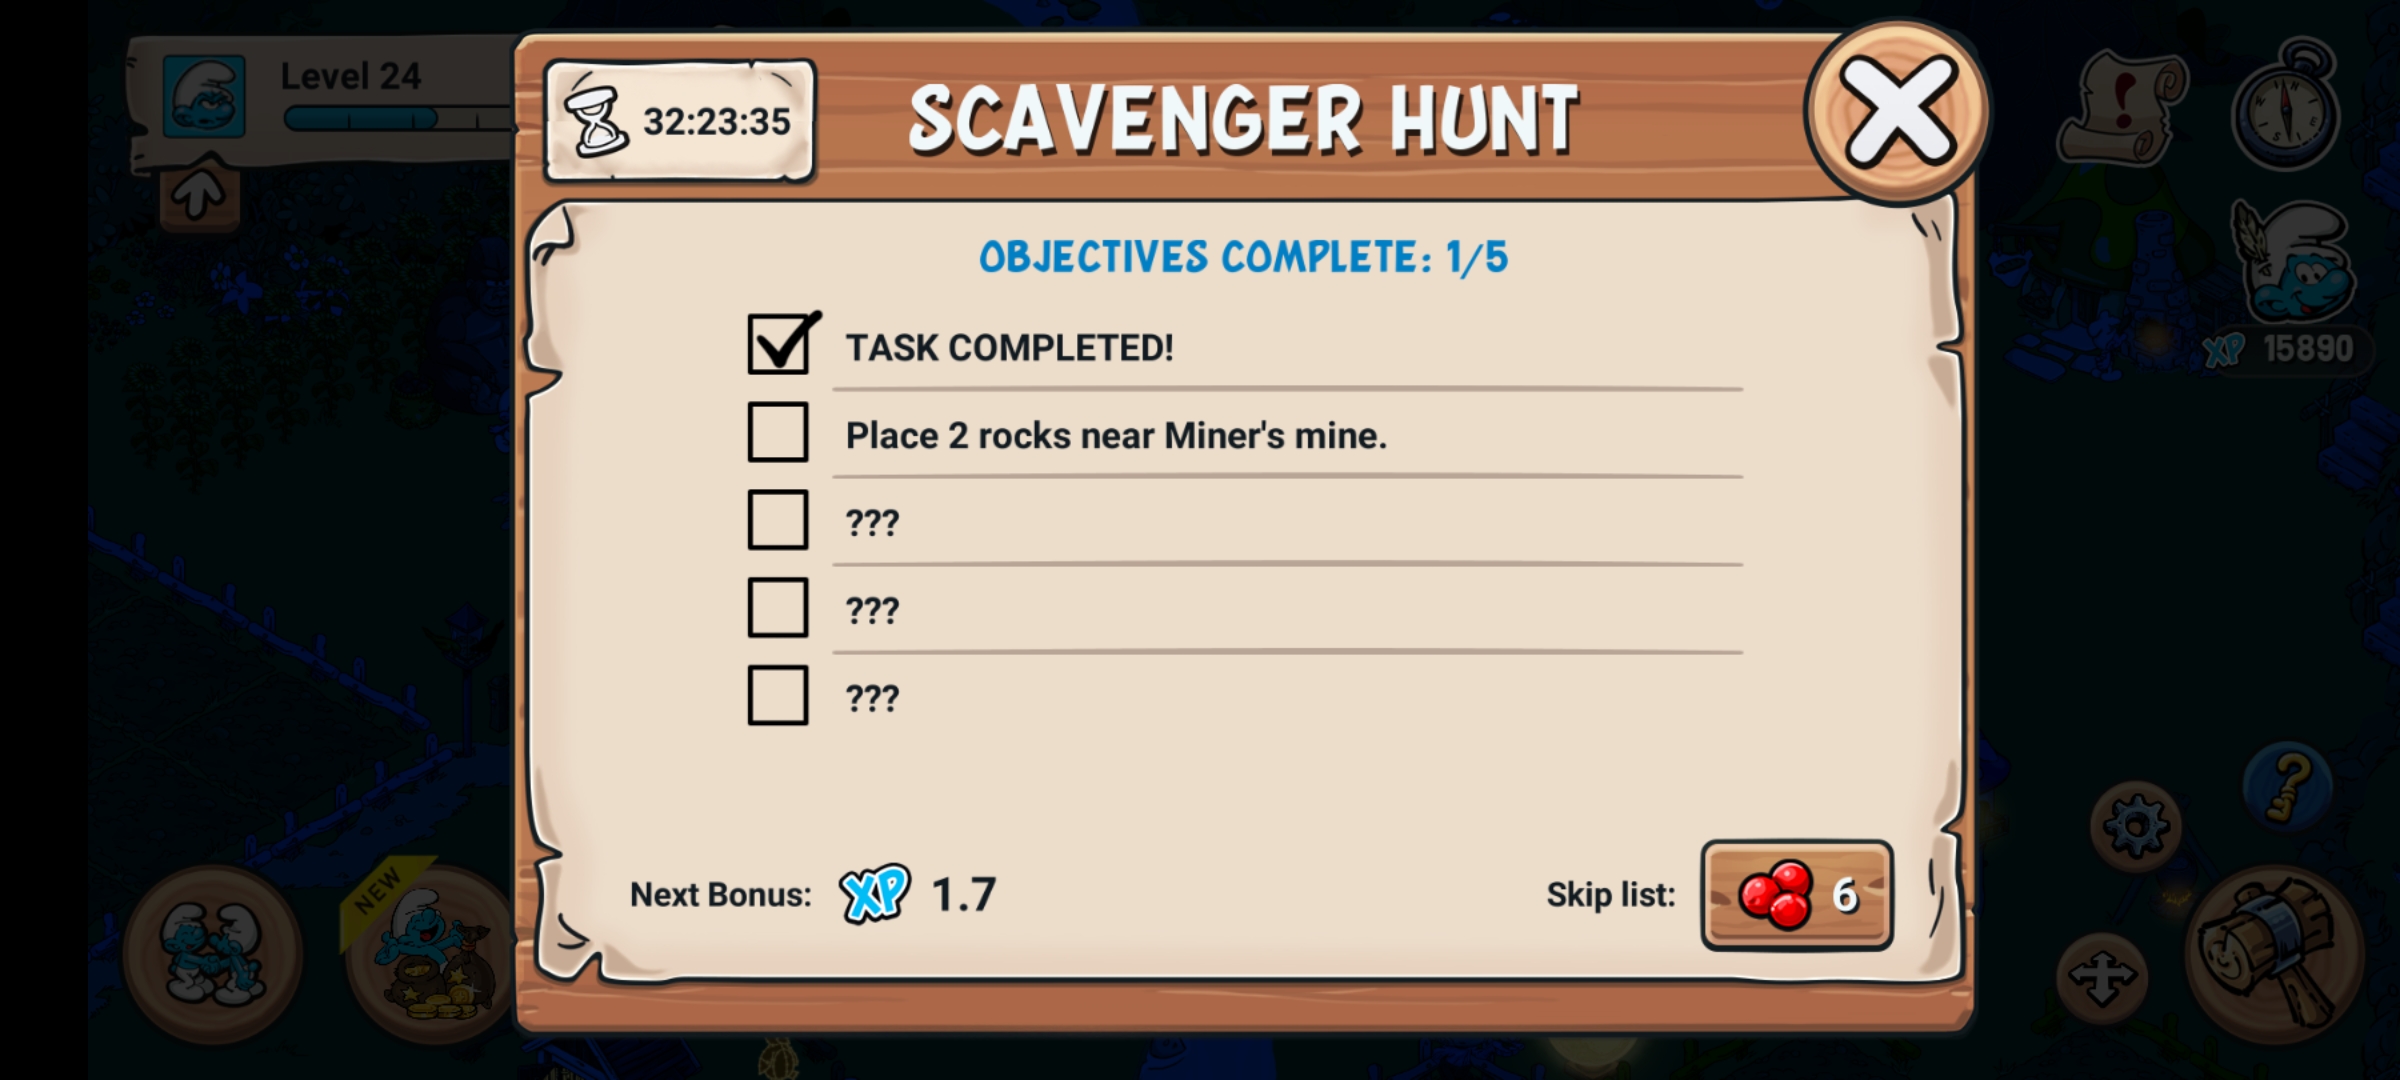 Level 24
32:23:35
SCAVENGER HUNT
OBJECTIVES COMPLETE: 1/5
TASK COMPLETED!
Place 2 rocks near Miner's mine.
???
???
???
Next Bonus: XP 1.7
Skip list: 6
XP 15890
NEW